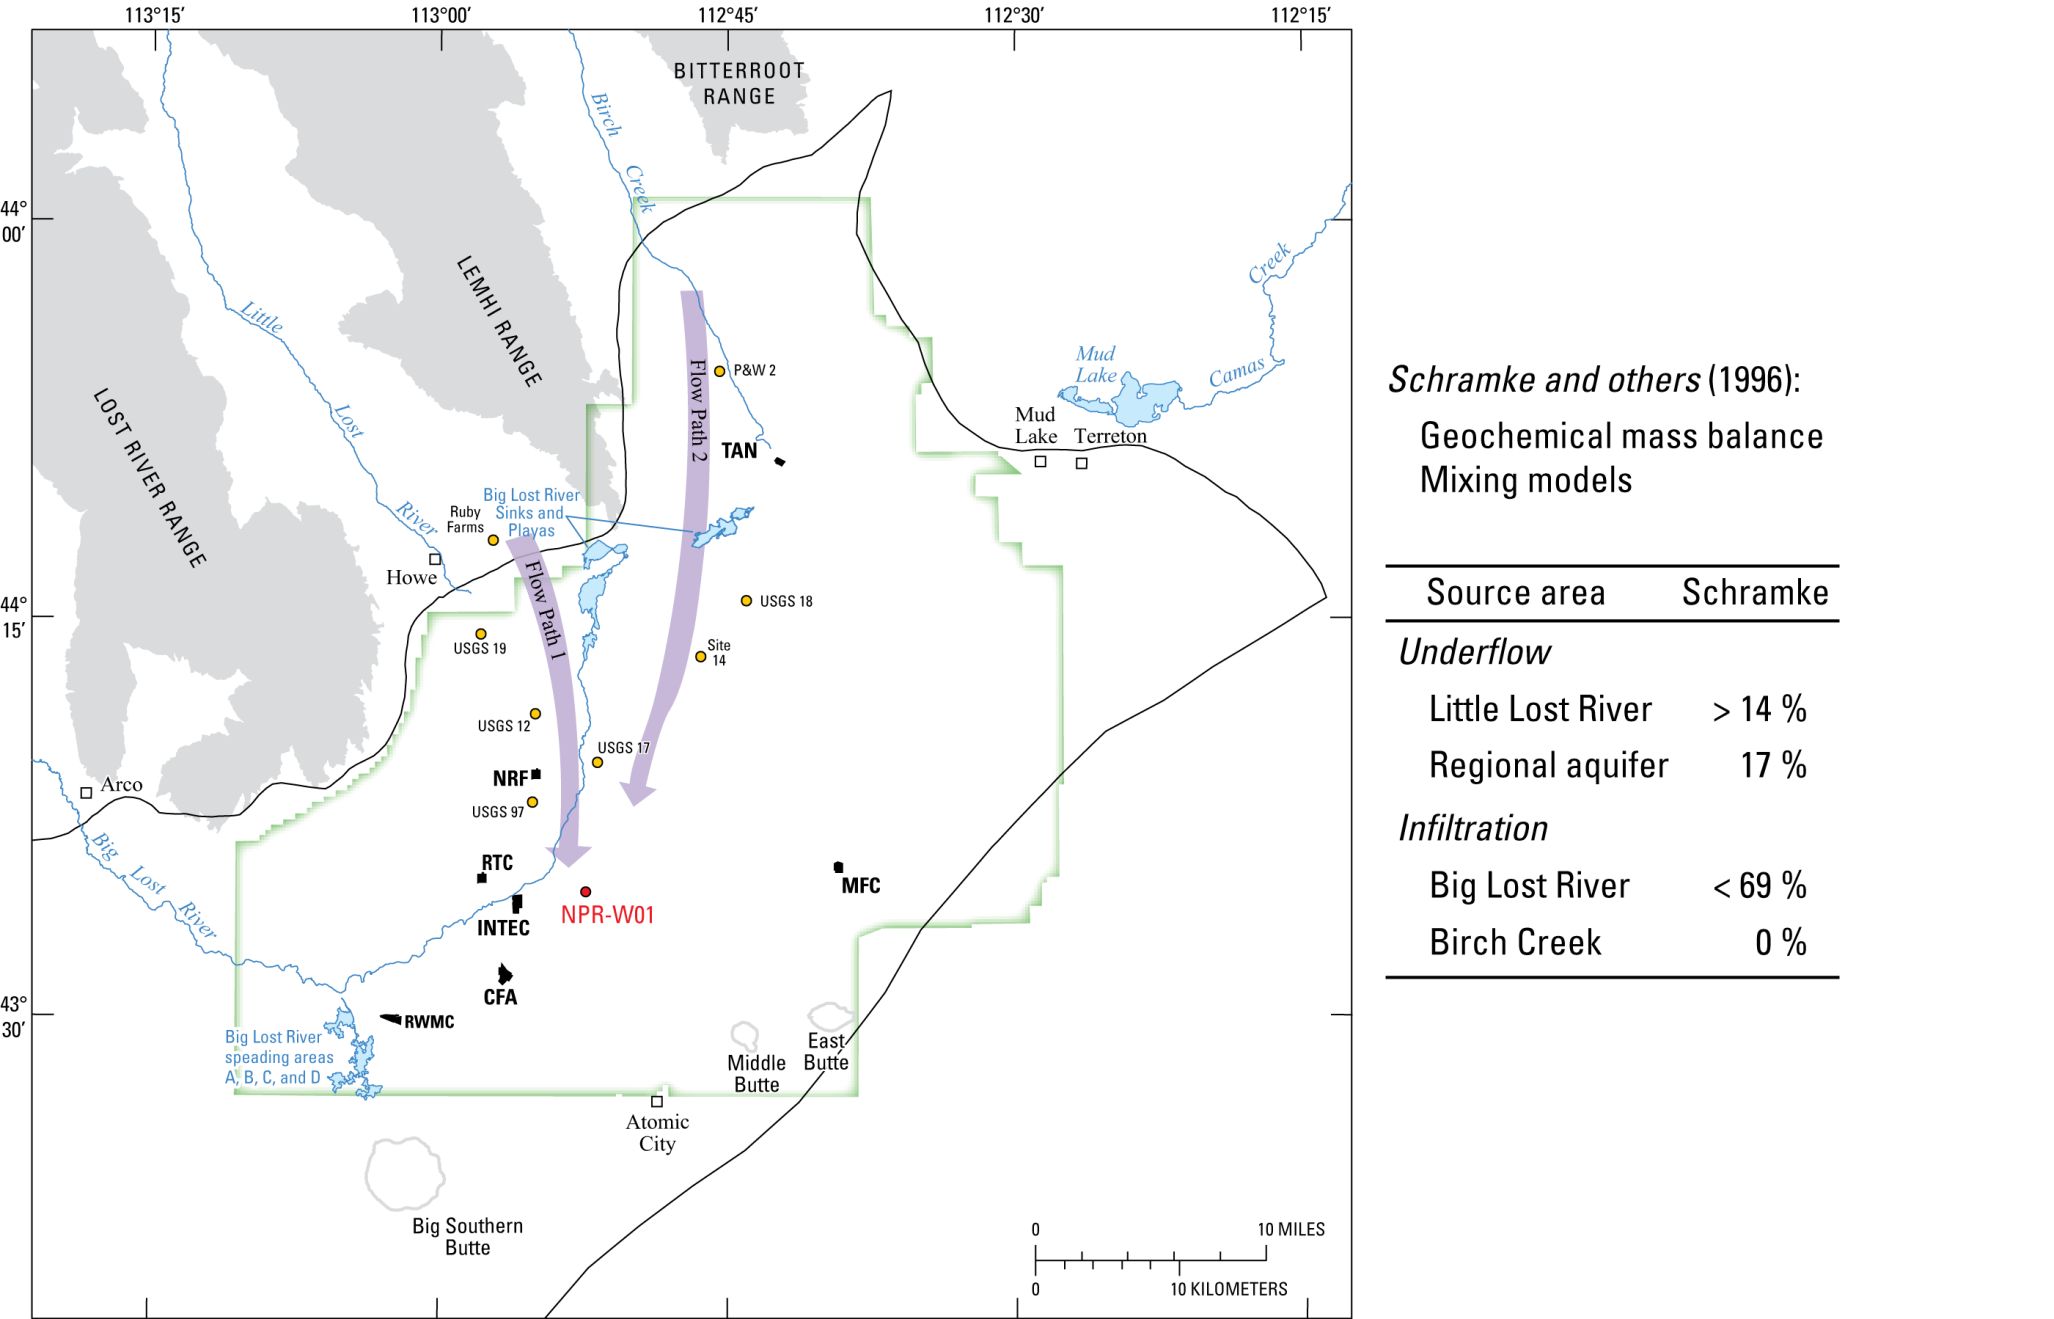 113°15′
113°00′
112°45′
112°30′
112°15′
BITTERROOT
RANGE
Birch
Creek
44°
00′
LEMHI RANGE
Creek
Little
Flow Path 2
P&W 2
Mud
Lake
Camas
LOST RIVER RANGE
Lost
Mud
Lake
Terreton
TAN
Big Lost River
Sinks and
Playas
River
Ruby
Farms
Howe
Flow Path 1
44°
15′
USGS 18
USGS 19
Site
14
USGS 12
USGS 17
NRF
Arco
USGS 97
Big
Lost
River
RTC
MFC
NPR-W01
INTEC
CFA
43°
30′
RWMC
Big Lost River
speading areas
A, B, C, and D
Middle
Butte
East
Butte
Atomic
City
Big Southern
Butte
0
10 MILES
0
10 KILOMETERS
Schramke and others (1996):
Geochemical mass balance
Mixing models
Source area Schramke
Underflow
Little Lost River > 14 %
Regional aquifer 17 %
Infiltration
Big Lost River < 69 %
Birch Creek 0 %